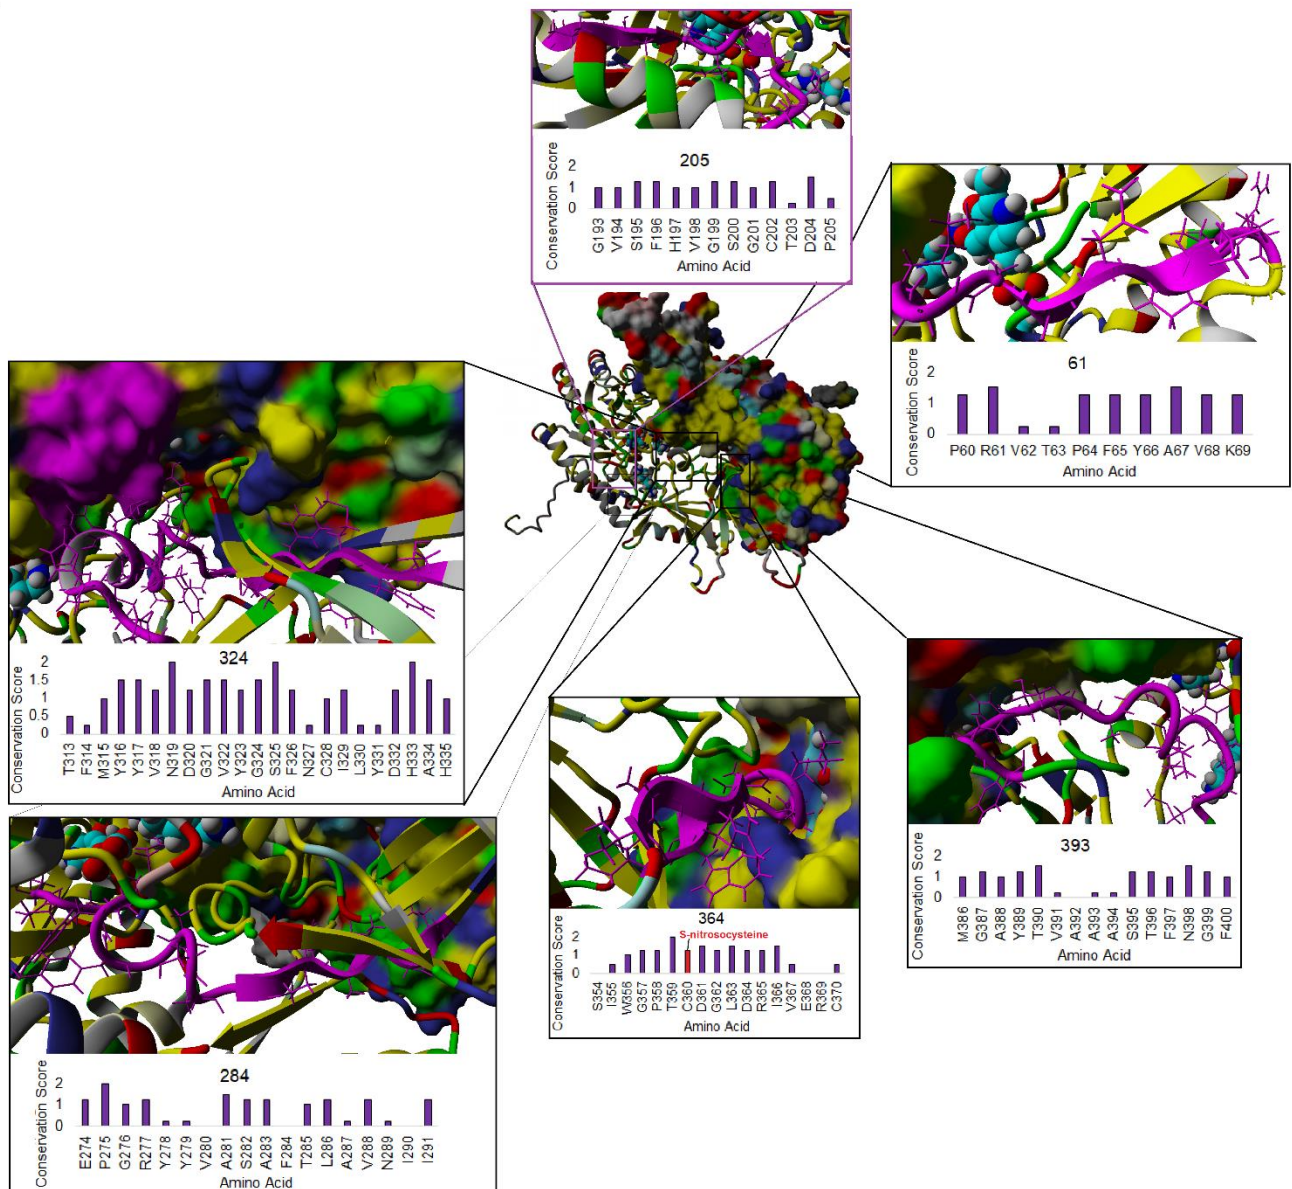 205
Conservation Score
2
1
0
G193 V194 S195 F196 H197 V198 G199 S200 G201 C202 T203 D204 P205
Amino Acid
61
Conservation Score
2
1
0
P60 R61 V62 T63 P64 F65 Y66 A67 V68 K69
Amino Acid
324
Conservation Score
2
1.5
1
0.5
0
T313 F314 M315 Y316 Y317 V318 N319 D320 G321 V322 Y323 G324 S325 F326 N327 C328 I329 L330 Y331 D332 H333 A334 H335
Amino Acid
393
Conservation Score
2
1
0
M386 G387 A388 Y389 T390 V391 A392 A393 A394 S395 T396 F397 N398 G399 F400
Amino Acid
364
S-nitrosocysteine
Conservation Score
2
1
0
S354 I355 W356 G357 P358 T359 C360 D361 G362 L363 D364 R365 I366 V367 E368 R369 C370
Amino Acid
284
Conservation Score
2
1
0
E274 P275 G276 R277 Y278 Y279 V280 A281 S282 A283 F284 T285 L286 A287 V288 N289 I290 I291
Amino Acid